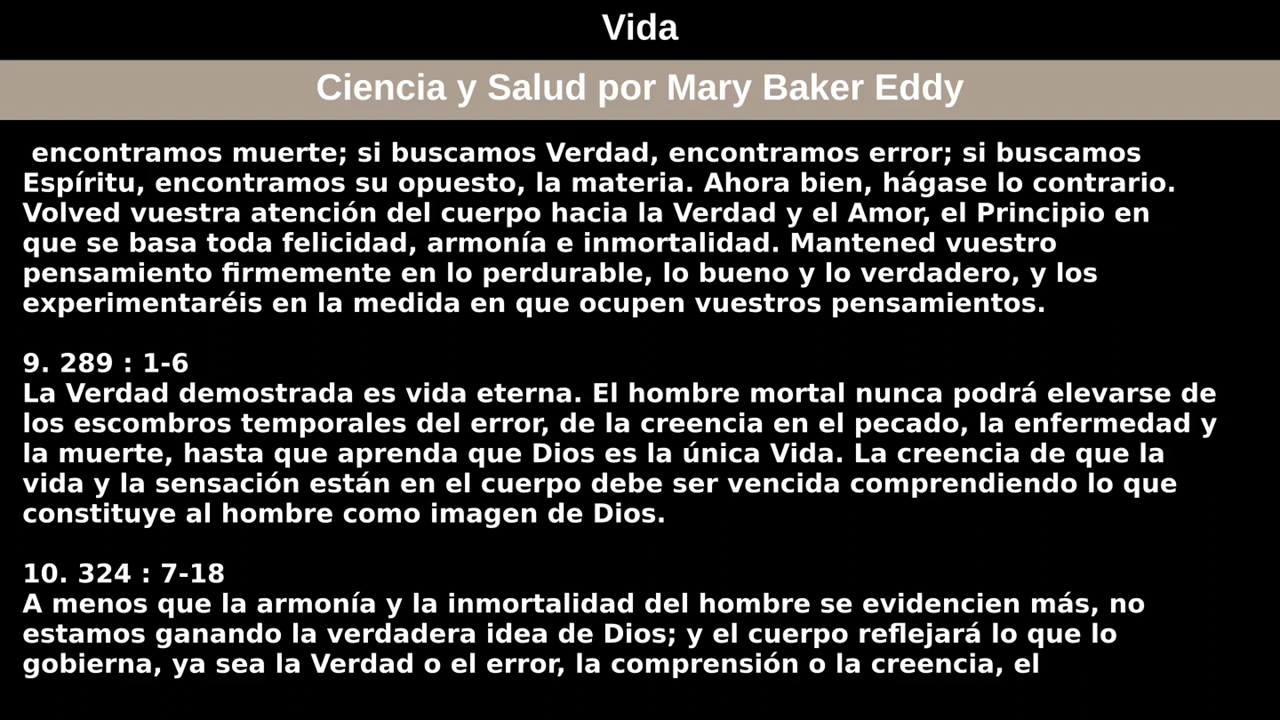 Vida
Ciencia y Salud por Mary Baker Eddy
encontramos muerte; si buscamos Verdad, encontramos error; si buscamos
Espíritu, encontramos su opuesto, la materia. Ahora bien, hágase lo contrario.
Volved vuestra atención del cuerpo hacia la Verdad y el Amor, el Principio en
que se basa toda felicidad, armonía e inmortalidad. Mantened vuestro
pensamiento firmemente en lo perdurable, lo bueno y lo verdadero, y los
experimentaréis en la medida en que ocupen vuestros pensamientos.
9. 289 : 1-6
La Verdad demostrada es vida eterna. El hombre mortal nunca podrá elevarse de
los escombros temporales del error, de la creencia en el pecado, la enfermedad y
la muerte, hasta que aprenda que Dios es la única Vida. La creencia de que la
vida y la sensación están en el cuerpo debe ser vencida comprendiendo lo que
constituye al hombre como imagen de Dios.
10. 324 : 7-18
A menos que la armonía y la inmortalidad del hombre se evidencien más, no
estamos ganando la verdadera idea de Dios; y el cuerpo reflejará lo que lo
gobierna, ya sea la Verdad o el error, la comprensión o la creencia, el